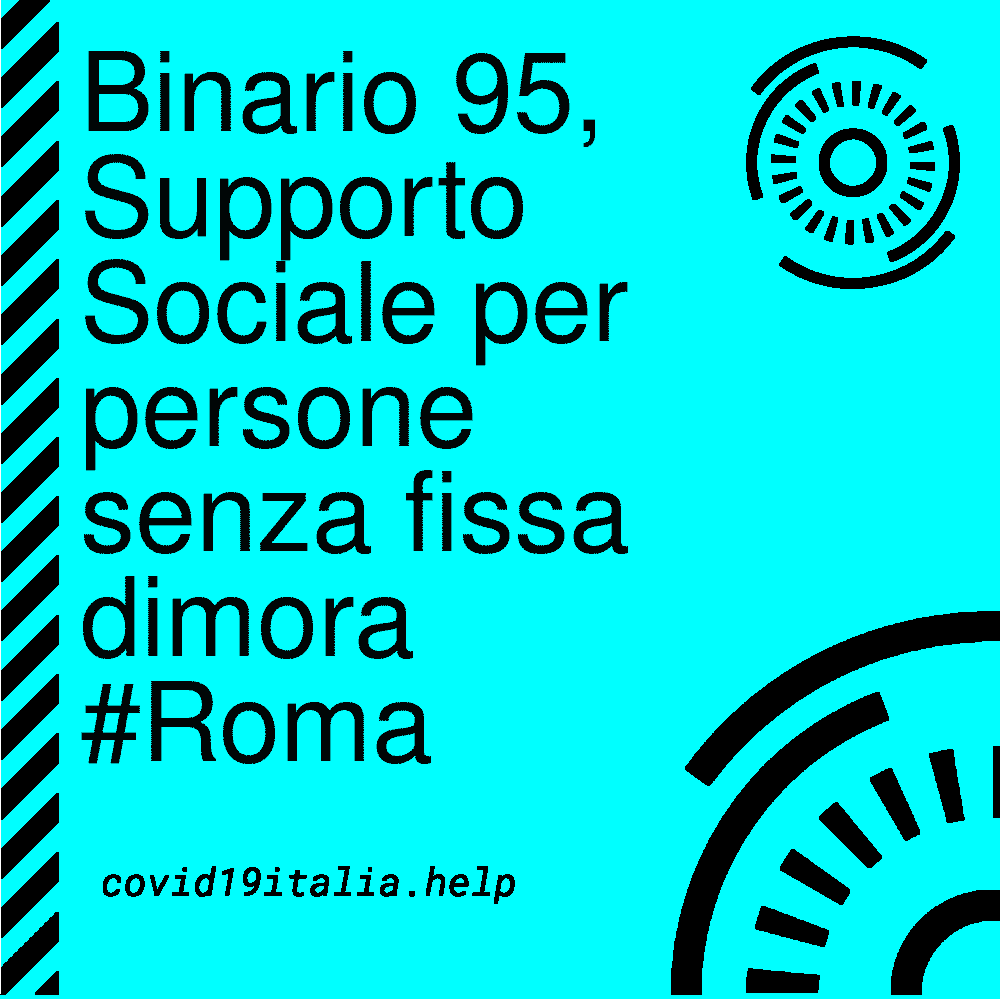 Binario 95,
Supporto
Sociale per
persone
senza fissa
dimora
#Roma
covid19italia.help